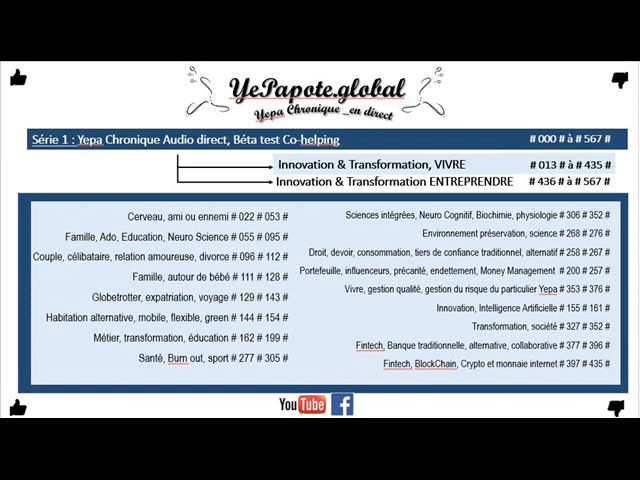 YePapote.global
Yepa Chronique _en direct
Série 1 : Yepa Chronique Audio direct, Béta test Co-helping # 000 # à # 567 #
Innovation & Transformation, VIVRE # 013 # à # 435 #
Innovation & Transformation ENTREPRENDRE # 436 # à # 567 #
Cerveau, ami ou ennemi # 022 # 053 #
Famille, Ado, Education, Neuro Science # 055 # 095 #
Couple, célibataire, relation amoureuse, divorce # 096 # 112 #
Famille, autour de bébé # 111 # 128 #
Globetrotter, expatriation, voyage # 129 # 143 #
Habitation alternative, mobile, flexible, green # 144 # 154 #
Métier, transformation, éducation # 162 # 199 #
Santé, Burn out, sport # 277 # 305 #
Sciences intégrées, Neuro Cognitif, Biochimie, physiologie # 306 # 352 #
Environnement préservation, science # 268 # 276 #
Droit, devoir, consommation, tiers de confiance traditionnel, alternatif # 258 # 267 #
Portefeuille, influenceurs, précarité, endettement, Money Management # 200 # 257 #
Vivre, gestion qualité, gestion du risque du particulier Yepa # 353 # 376 #
Innovation, Intelligence Artificielle # 155 # 161 #
Transformation, société # 327 # 352 #
Fintech, Banque traditionnelle, alternative, collaborative # 377 # 396 #
Fintech, BlockChain, Crypto et monnaie internet # 397 # 435 #
YouTube f